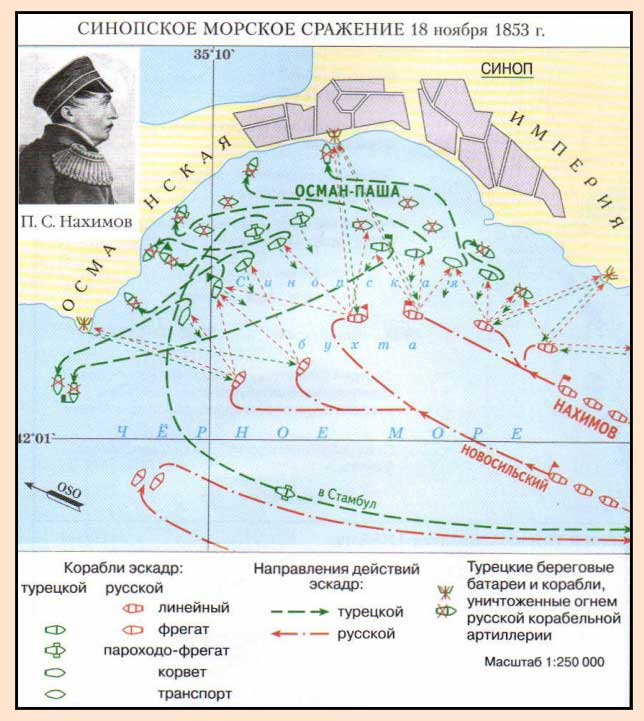 СИНОПСКОЕ МОРСКОЕ СРАЖЕНИЕ 18 ноября 1853 г.
35°10'
СИНОП
П. С. Нахимов
ОСМАНСКАЯ ИМПЕРИЯ
ОСМАН-ПАША
Синопская
бухта
НАХИМОВ
НОВОСИЛЬСКИЙ
42°01'
ЧЁРНОЕ МОРЕ
OSO
в Стамбул
Корабли эскадр:
турецкой русской
линейный
фрегат
пароходо-фрегат
корвет
транспорт
Направления действий
эскадр:
турецкой
русской
Турецкие береговые
батареи и корабли,
уничтоженные огнем
русской корабельной
артиллерии
Масштаб 1:250 000